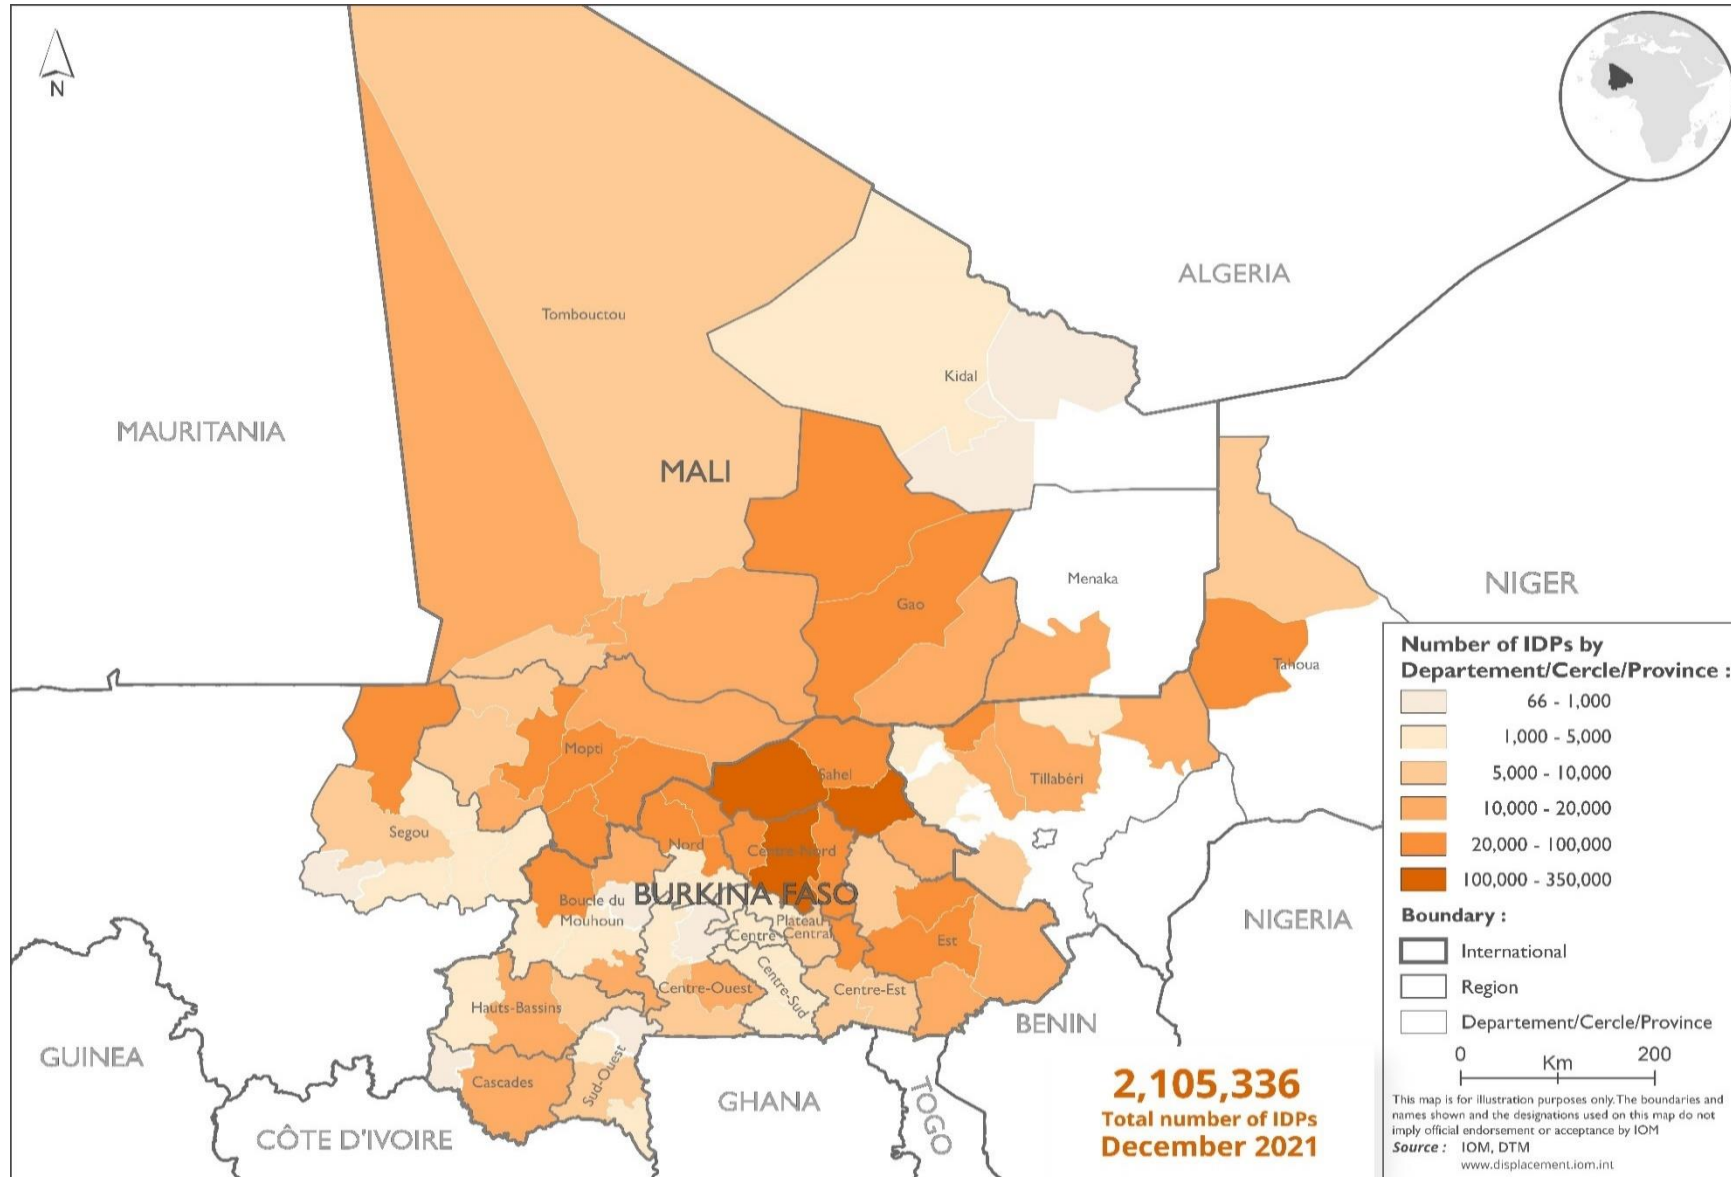 N
ALGERIA
Tombouctou
Kidal
MAURITANIA
MALI
Menaka
NIGER
Gao
Tahoua
Mopti
Sahel
Tillabéri
Segou
Nord
Centre-Nord
BURKINA FASO
Boucle du
Mouhoun
Plateau
Central
Centre
Est
NIGERIA
Centre-Sud
Centre-Ouest
Centre-Est
Hauts-Bassins
BENIN
GUINEA
Cascades
Sud-Ouest
GHANA
TOGO
CÔTE D'IVOIRE
2,105,336
Total number of IDPs
December 2021
Number of IDPs by
Departement/Cercle/Province :
66 - 1,000
1,000 - 5,000
5,000 - 10,000
10,000 - 20,000
20,000 - 100,000
100,000 - 350,000
Boundary :
International
Region
Departement/Cercle/Province
0 200
Km
This map is for illustration purposes only. The boundaries and
names shown and the designations used on this map do not
imply official endorsement or acceptance by IOM
Source : IOM, DTM
www.displacement.iom.int